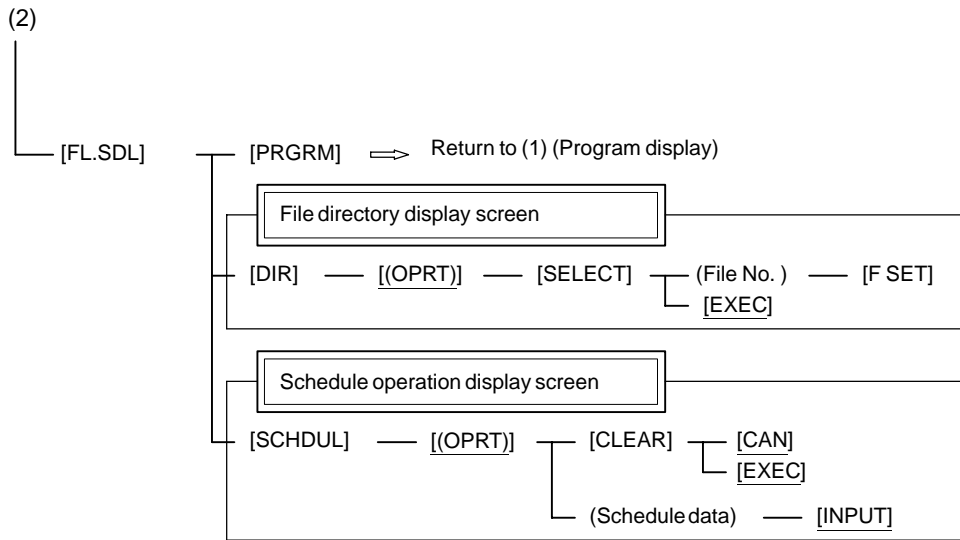 (2)
[FL.SDL] [PRGRM] Return to (1) (Program display)
File directory display screen
[DIR] [(OPRT)] [SELECT] (File No. ) [F SET]
[EXEC]
Schedule operation display screen
[SCHDUL] [(OPRT)] [CLEAR] [CAN]
[EXEC]
(Schedule data) [INPUT]